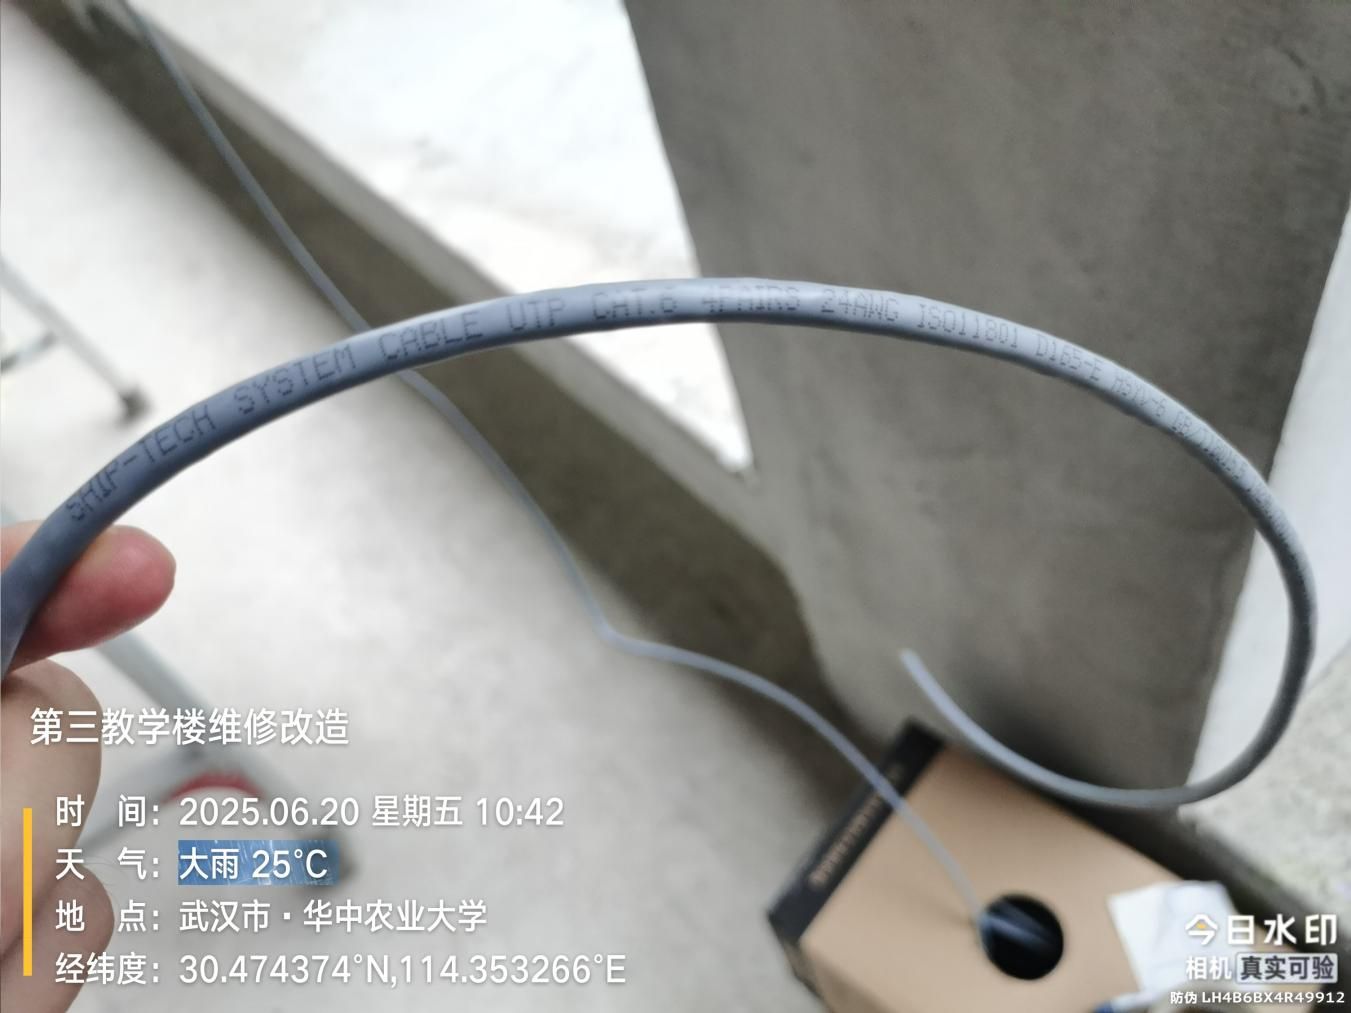 SHIP-TECH SYSTEM CABLE UTP CAT.6 4PAIRS 24AWG ISO11801 D165-E HSYV-6
第三教学楼维修改造
时 间：2025.06.20 星期五 10:42
天 气：大雨 25°C
地 点：武汉市·华中农业大学
经纬度：30.474374°N,114.353266°E
今日水印
相机 真实可验
防伪 LH4B6BX4R49912